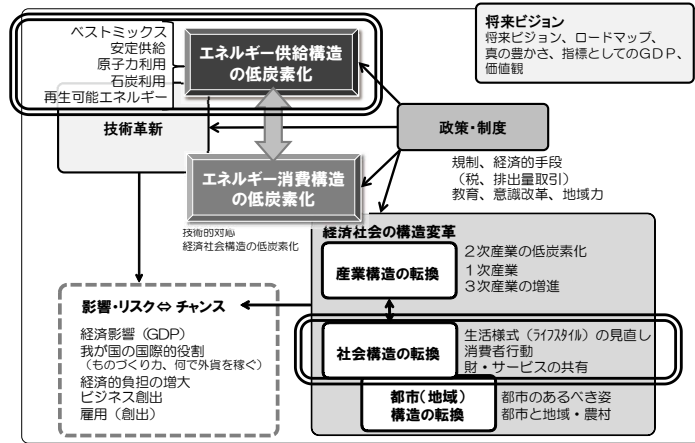 ベストミックス
安定供給
原子力利用
石炭利用
再生可能エネルギー
エネルギー供給構造
の低炭素化
将来ビジョン
将来ビジョン、ロードマップ、
真の豊かさ、指標としてのＧＤＰ、
価値観
技術革新
政策・制度
規制、経済的手段
（税、排出量取引）
教育、意識改革、地域力
エネルギー消費構造
の低炭素化
技術的対応
経済社会構造の低炭素化
経済社会の構造変革
産業構造の転換
２次産業の低炭素化
１次産業
３次産業の増進
影響・リスク⇔チャンス
経済影響（GDP）
我が国の国際的役割
（ものづくり力、何で外貨を稼ぐ）
経済的負担の増大
ビジネス創出
雇用（創出）
社会構造の転換
生活様式（ﾗｲﾌｽﾀｲﾙ）の見直し
消費者行動
財・サービスの共有
都市（地域）
構造の転換
都市のあるべき姿
都市と地域・農村